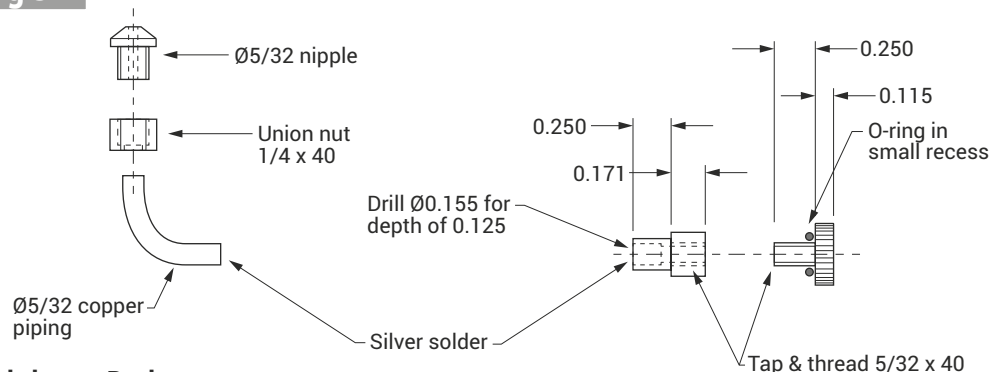 Ø5/32 nipple
Union nut
1/4 x 40
Ø5/32 copper
piping
Silver solder
Drill Ø0.155 for
depth of 0.125
0.250
0.171
0.250
0.115
O-ring in
small recess
Tap & thread 5/32 x 40